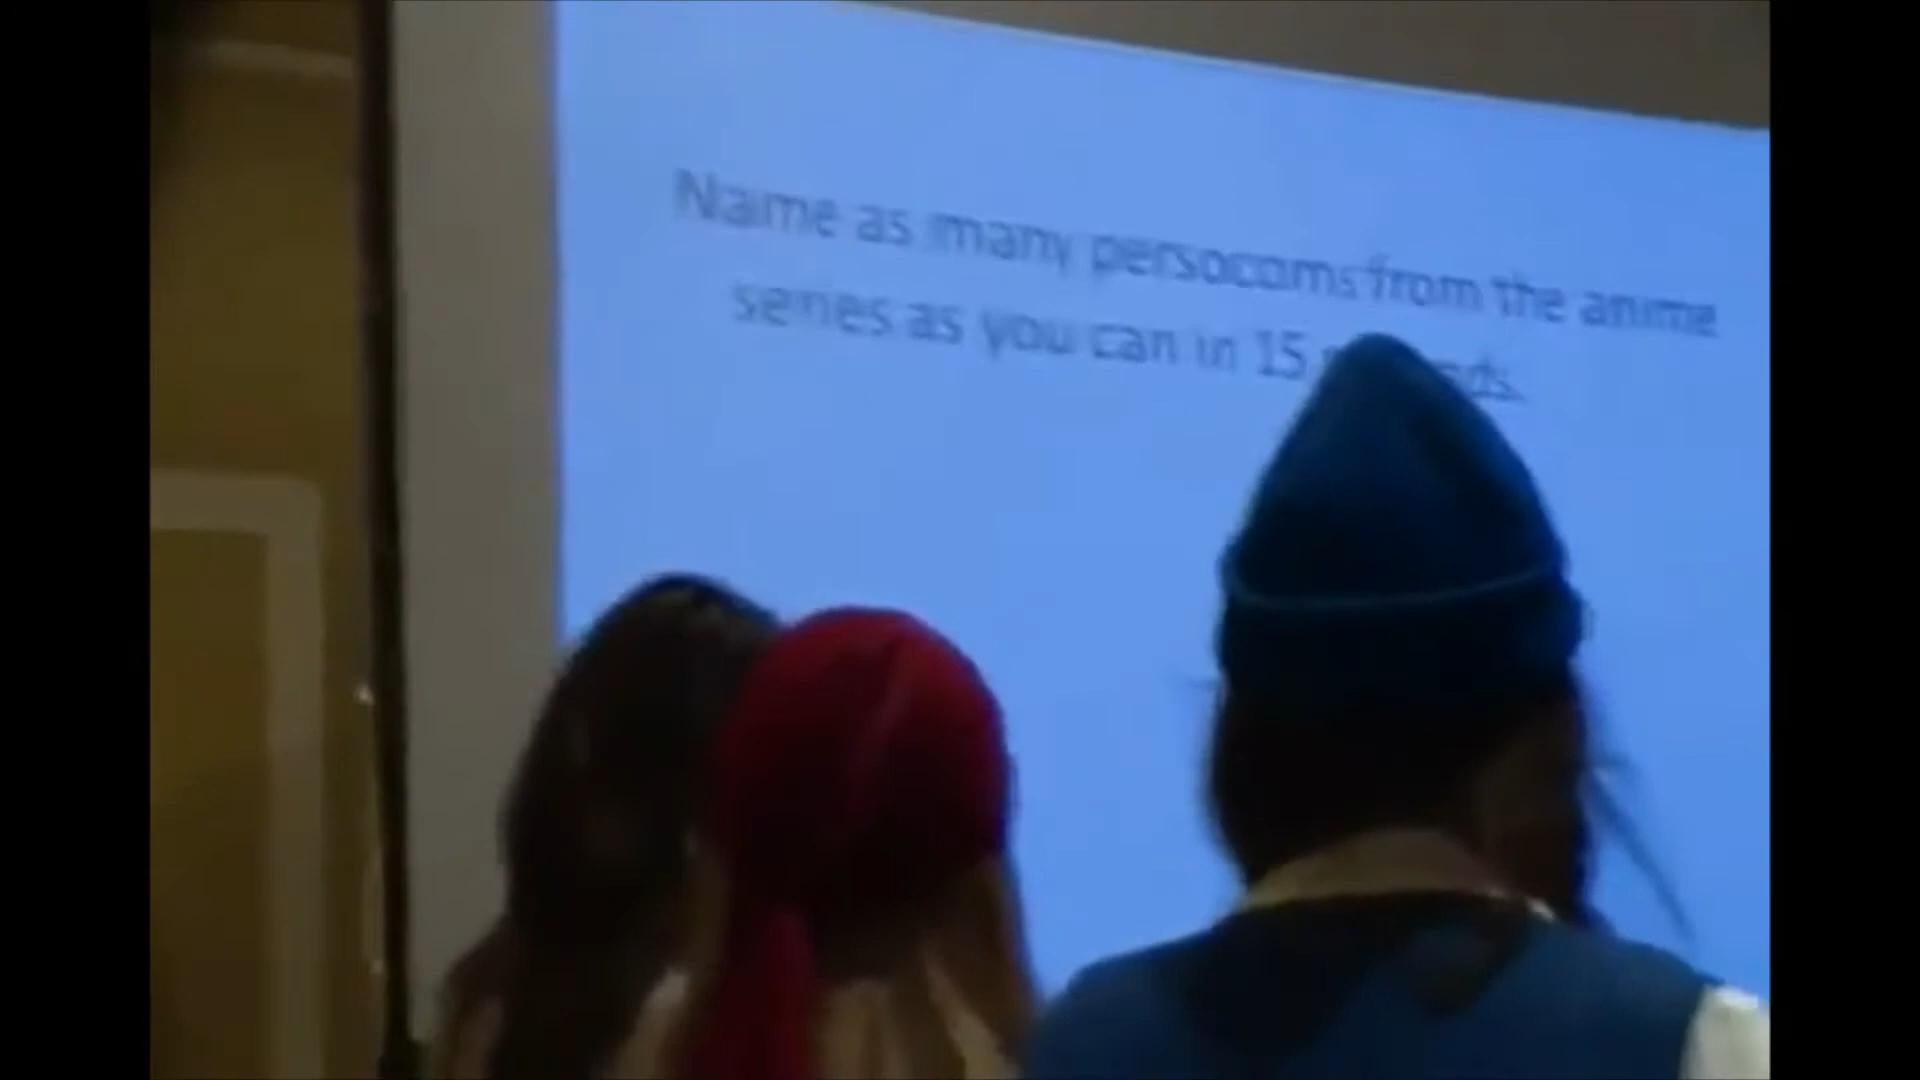 Name as many persocoms from the anime
series as you can in 15